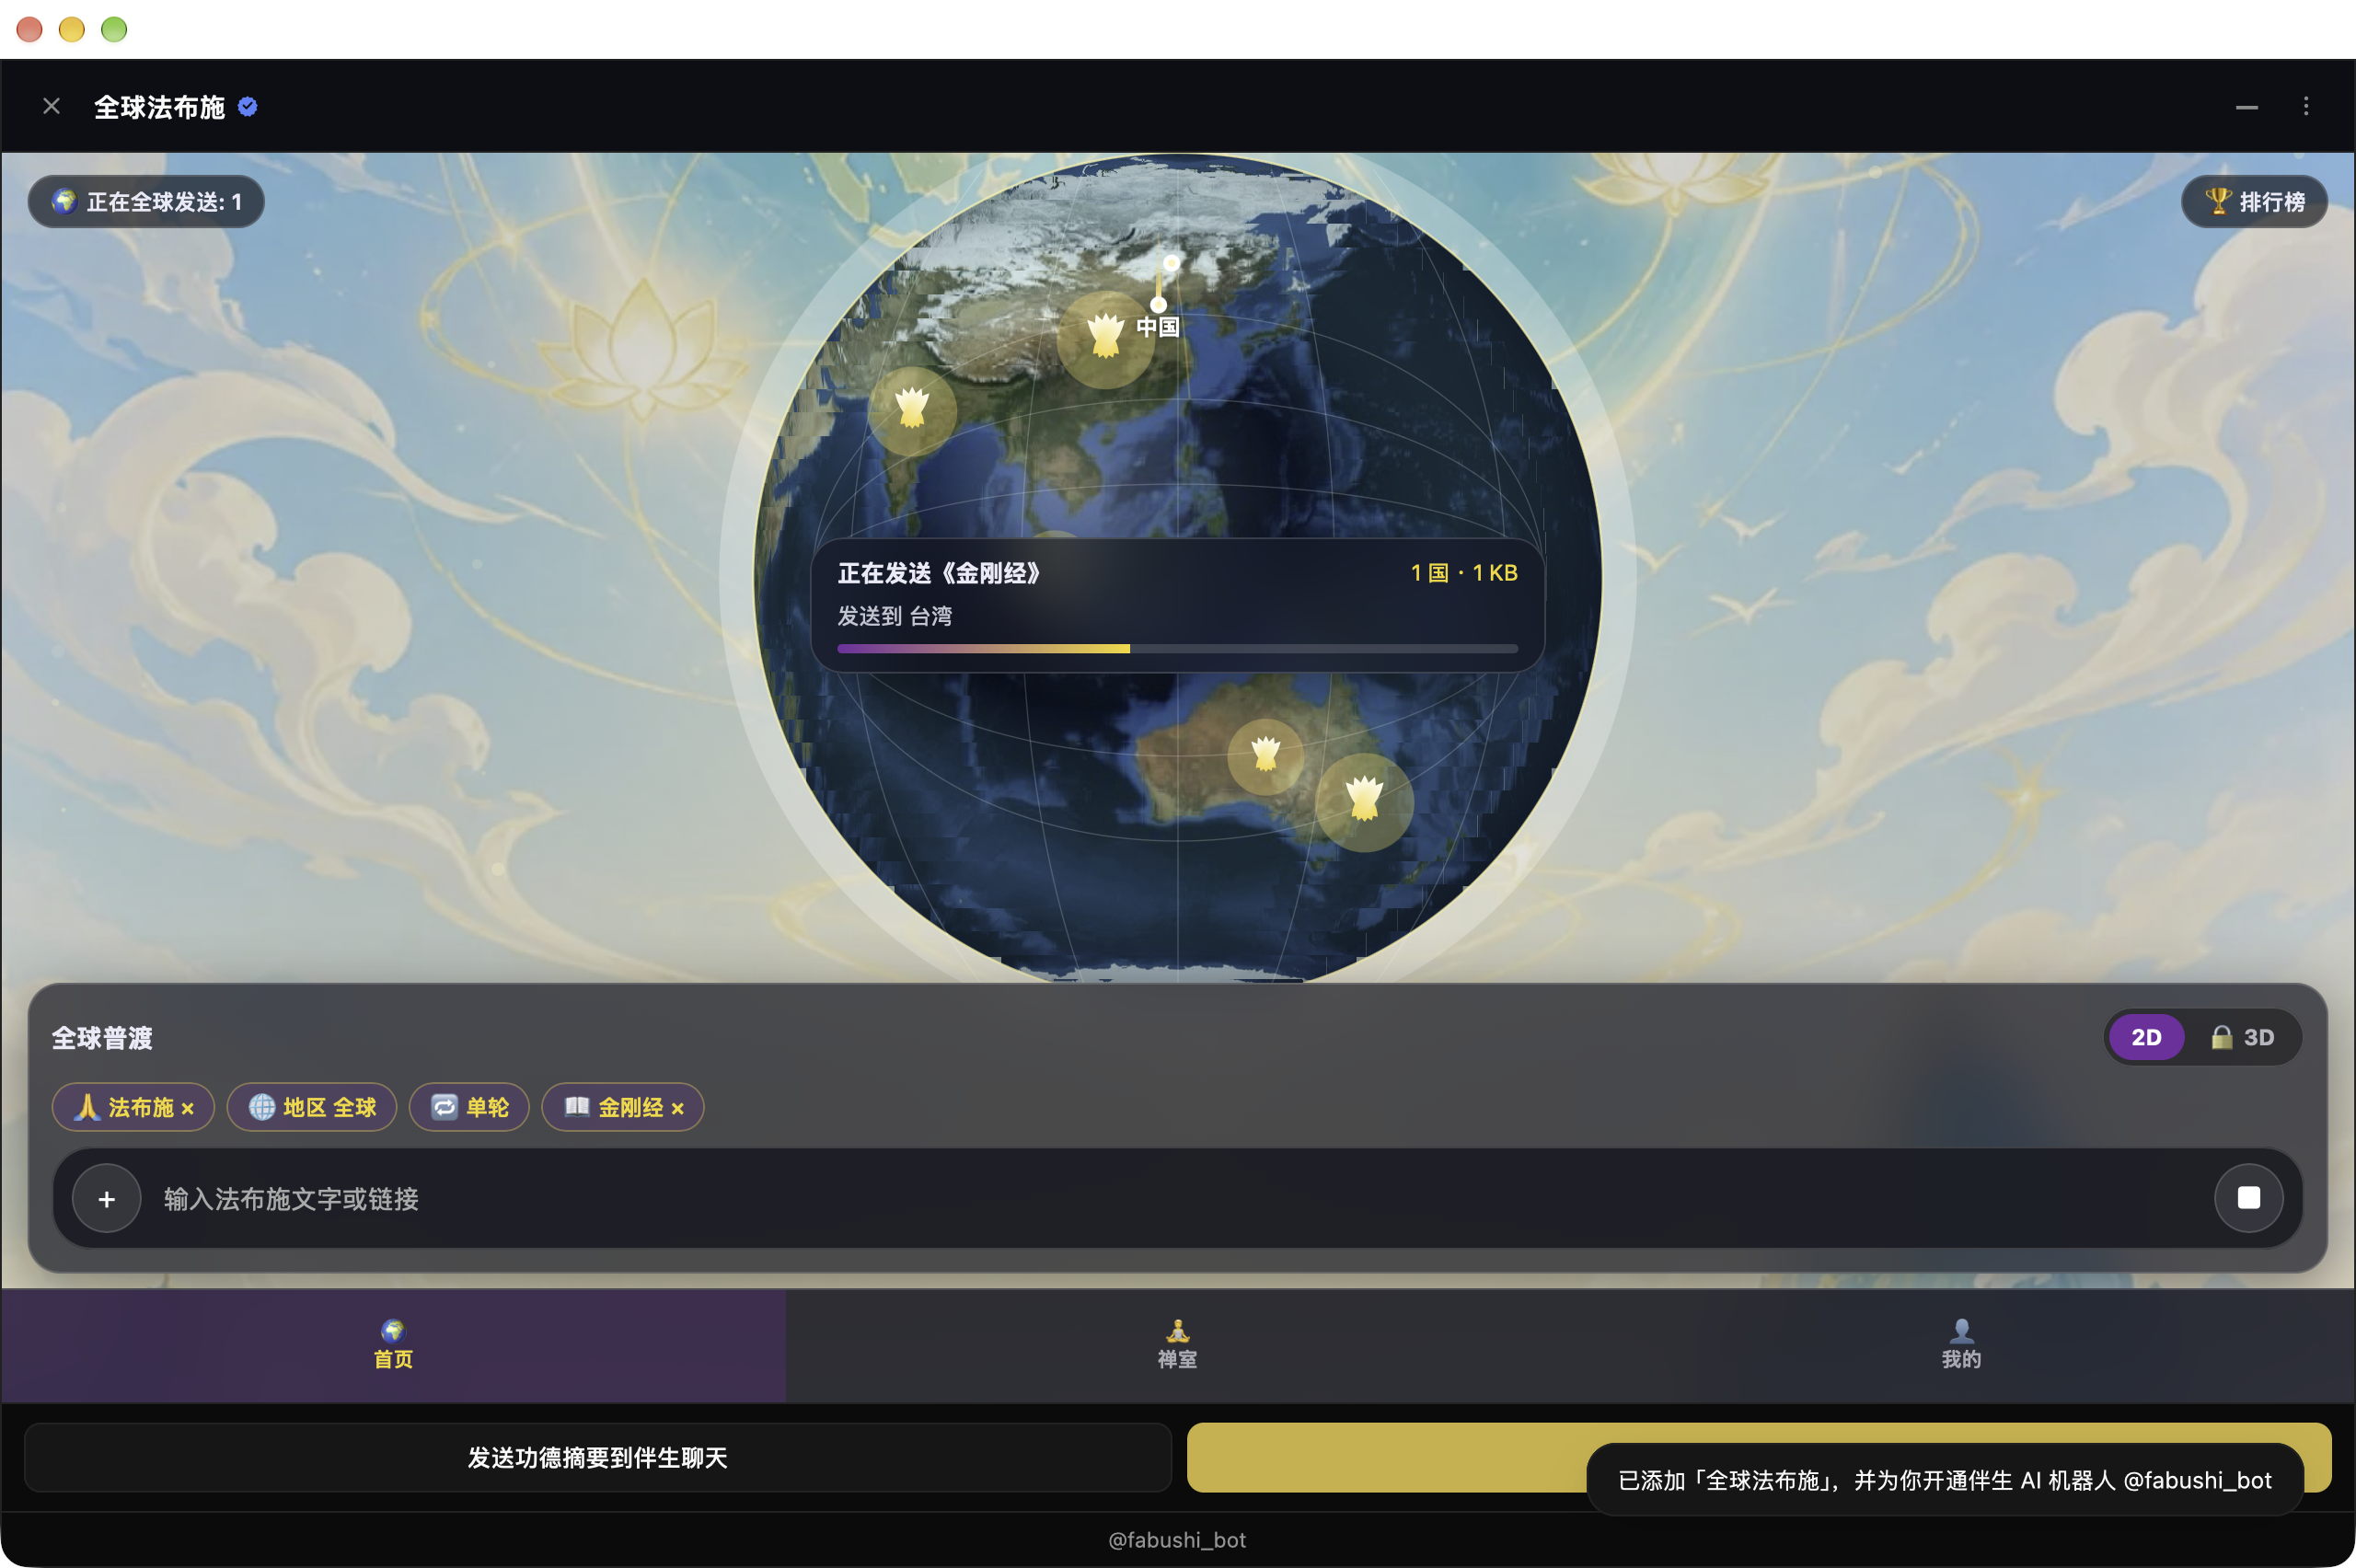 全球法布施
正在全球发送: 1
排行榜
中国
正在发送《金刚经》
1 国 · 1 KB
发送到 台湾
全球普渡
2D
3D
法布施 ×
地区 全球
单轮
金刚经 ×
+ 输入法布施文字或链接
首页
禅室
我的
发送功德摘要到伴生聊天
已添加「全球法布施」，并为你开通伴生 AI 机器人 @fabushi_bot
@fabushi_bot